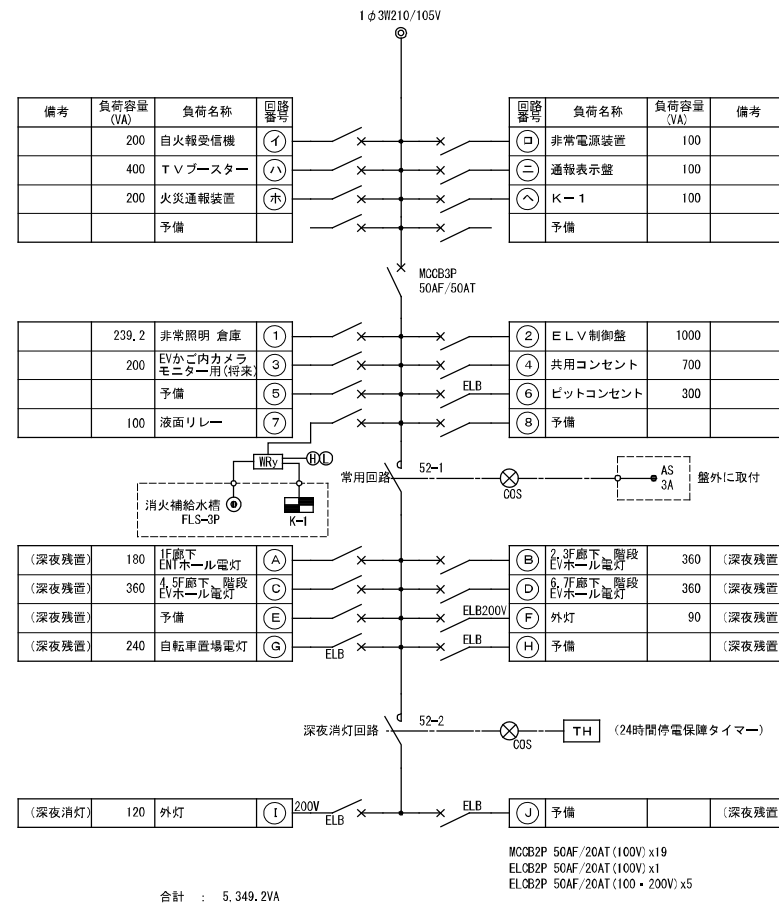 1φ3W210/105V
備考 負荷容量(VA) 負荷名称 回路番号 回路番号 負荷名称 負荷容量(VA) 備考
200 自火報受信機 イ ロ 非常電源装置 100
400 TVブースター ハ ニ 通報表示盤 100
200 火災通報装置 ホ ヘ K-1 100
予備 予備
MCCB3P
50AF/50AT
239.2 非常照明 倉庫 1 2 ELV制御盤 1000
200 EVかご内カメラ モニター用(将来) 3 4 共用コンセント 700
予備 5 ELB 6 ピットコンセント 300
100 液面リレー 7 8 予備
WRy H L
常用回路 52-1 COS AS 3A 盤外に取付
消火補給水槽
FLS-3P K-1
(深夜残置) 180 1F廊下 ENTホール電灯 A B 2,3F廊下、階段 EVホール電灯 360 (深夜残置
(深夜残置) 360 4,5F廊下、階段 EVホール電灯 C D 6,7F廊下、階段 EVホール電灯 360 (深夜残置
(深夜残置) 予備 E ELB200V F 外灯 90 (深夜残置
(深夜残置) 240 自転車置場電灯 G ELB ELB H 予備 (深夜残置
深夜消灯回路 52-2 COS TH (24時間停電保障タイマー)
(深夜消灯) 120 外灯 I 200V ELB ELB J 予備 (深夜残置
MCCB2P 50AF/20AT(100V)x19
ELCB2P 50AF/20AT(100V)x1
ELCB2P 50AF/20AT(100・200V)x5
合計 : 5,349.2VA